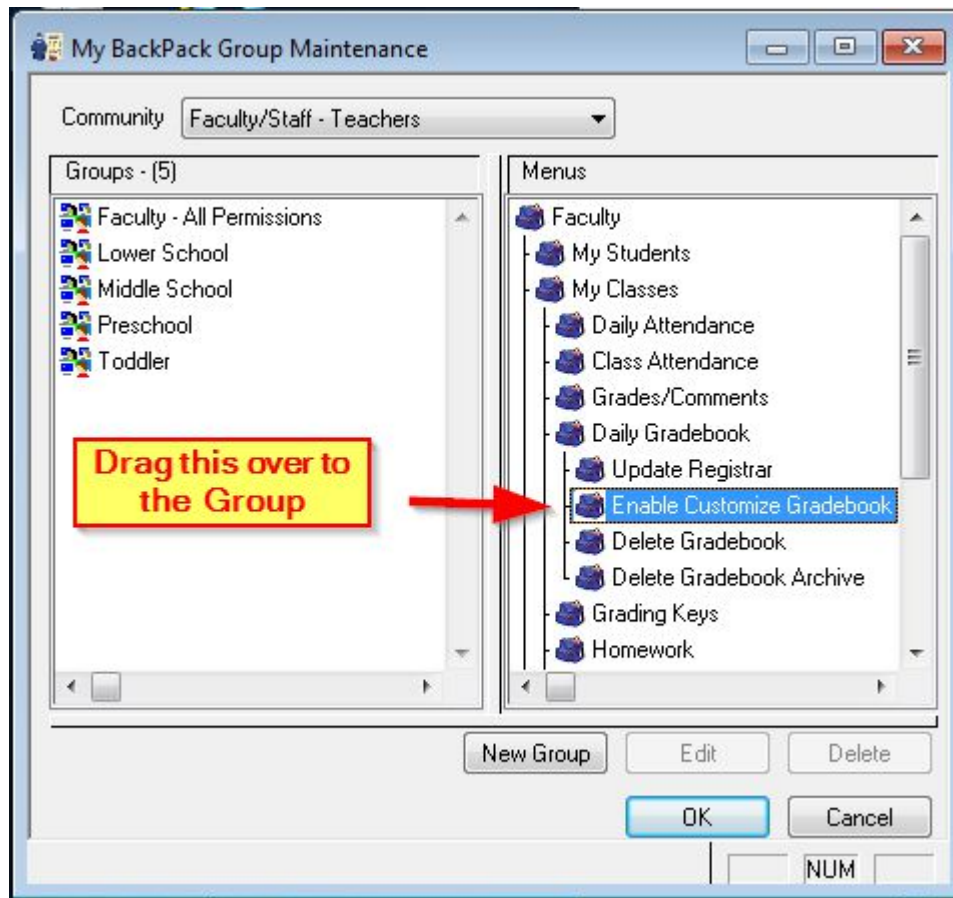 My BackPack Group Maintenance
Community Faculty/Staff - Teachers
Groups - (5)
Faculty - All Permissions
Lower School
Middle School
Preschool
Toddler
Drag this over to
the Group
Menus
Faculty
My Students
My Classes
Daily Attendance
Class Attendance
Grades/Comments
Daily Gradebook
Update Registrar
Enable Customize Gradebook
Delete Gradebook
Delete Gradebook Archive
Grading Keys
Homework
New Group Edit Delete
OK Cancel
NUM